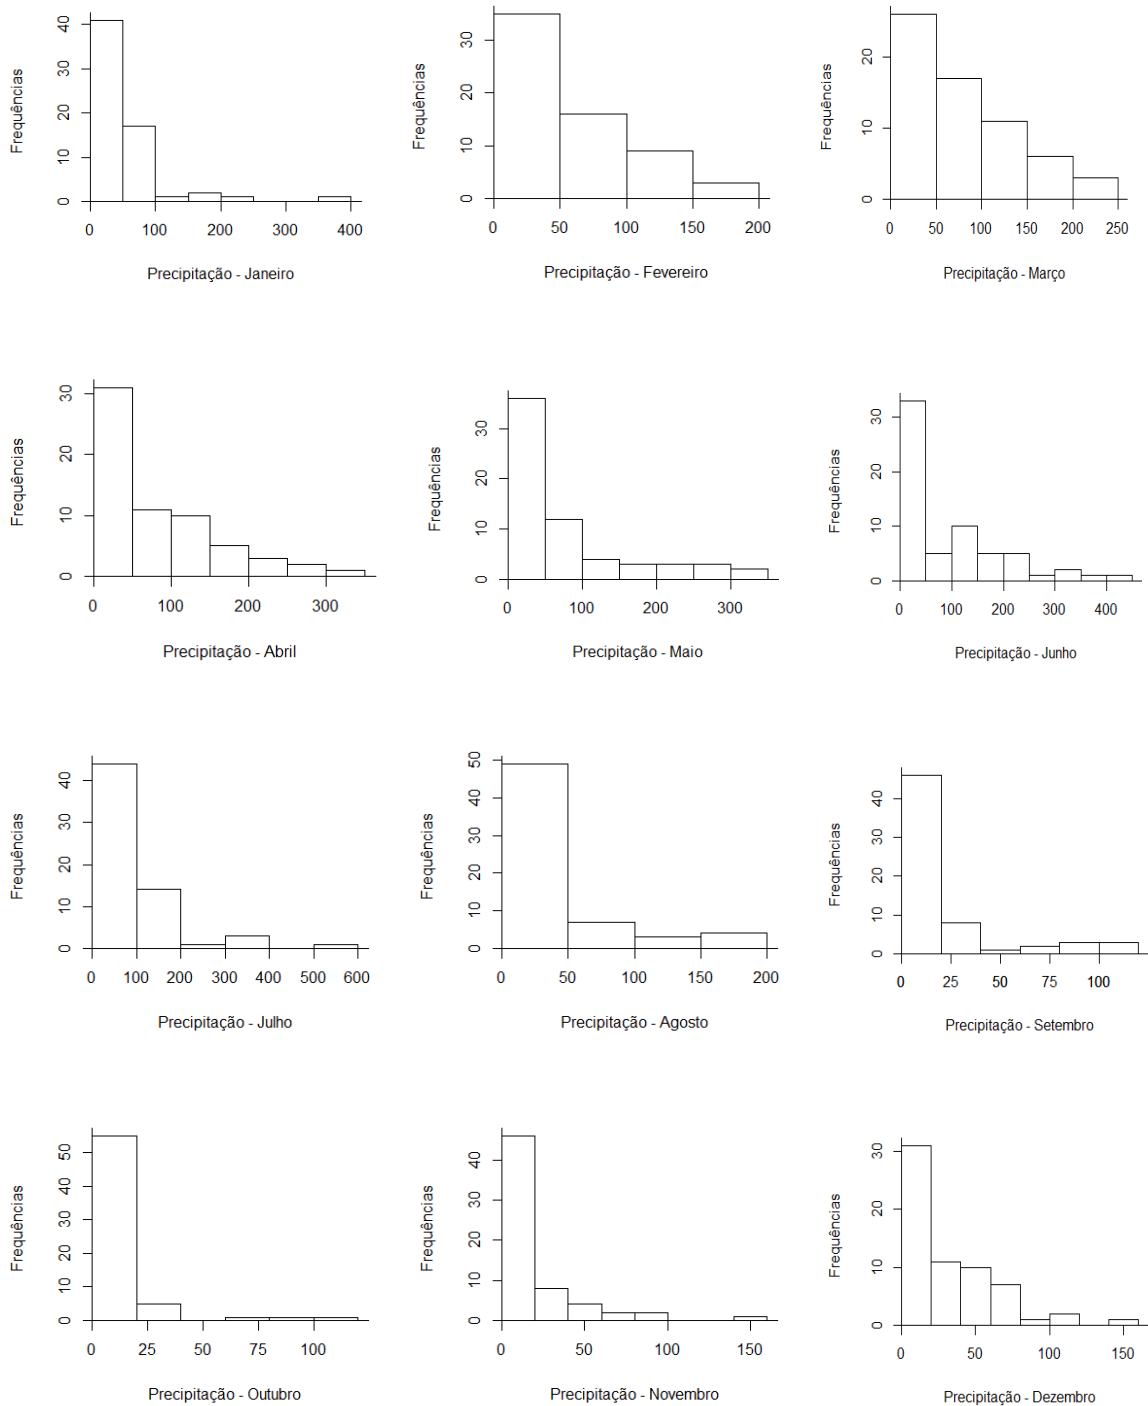 Frequências
40
30
20
10
0
0 100 200 300 400
Precipitação - Janeiro
Frequências
30
20
10
0
0 50 100 150 200
Precipitação - Fevereiro
Frequências
20
10
0
0 50 100 150 200 250
Precipitação - Março
Frequências
30
20
10
0
0 100 200 300
Precipitação - Abril
Frequências
30
20
10
0
0 100 200 300
Precipitação - Maio
Frequências
30
20
10
0
0 100 200 300 400
Precipitação - Junho
Frequências
40
30
20
10
0
0 100 200 300 400 500 600
Precipitação - Julho
Frequências
50
40
30
20
10
0
0 50 100 150 200
Precipitação - Agosto
Frequências
40
30
20
10
0
0 25 50 75 100
Precipitação - Setembro
Frequências
50
40
30
20
10
0
0 25 50 75 100
Precipitação - Outubro
Frequências
40
30
20
10
0
0 50 100 150
Precipitação - Novembro
Frequências
30
20
10
0
0 50 100 150
Precipitação - Dezembro